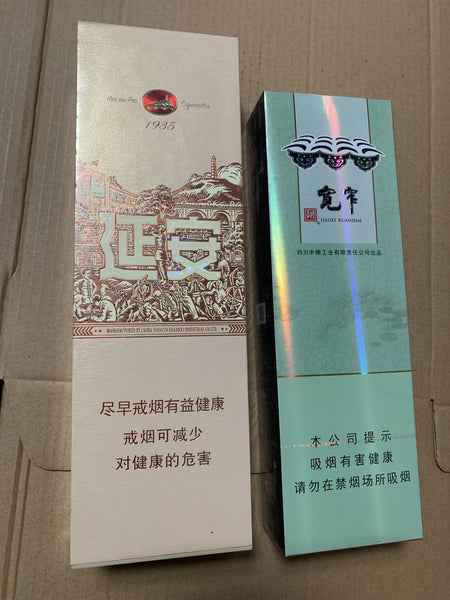 Cigarettes
1935
延安
MANUFACTURED BY CHINA TOBACCO SHAANXI INDUSTRIAL CO LTD
尽早戒烟有益健康
戒烟可减少
对健康的危害
宽窄
JIAOZI KUANZHAI
四川中烟工业有限责任公司出品
本公司提示
吸烟有害健康
请勿在禁烟场所吸烟